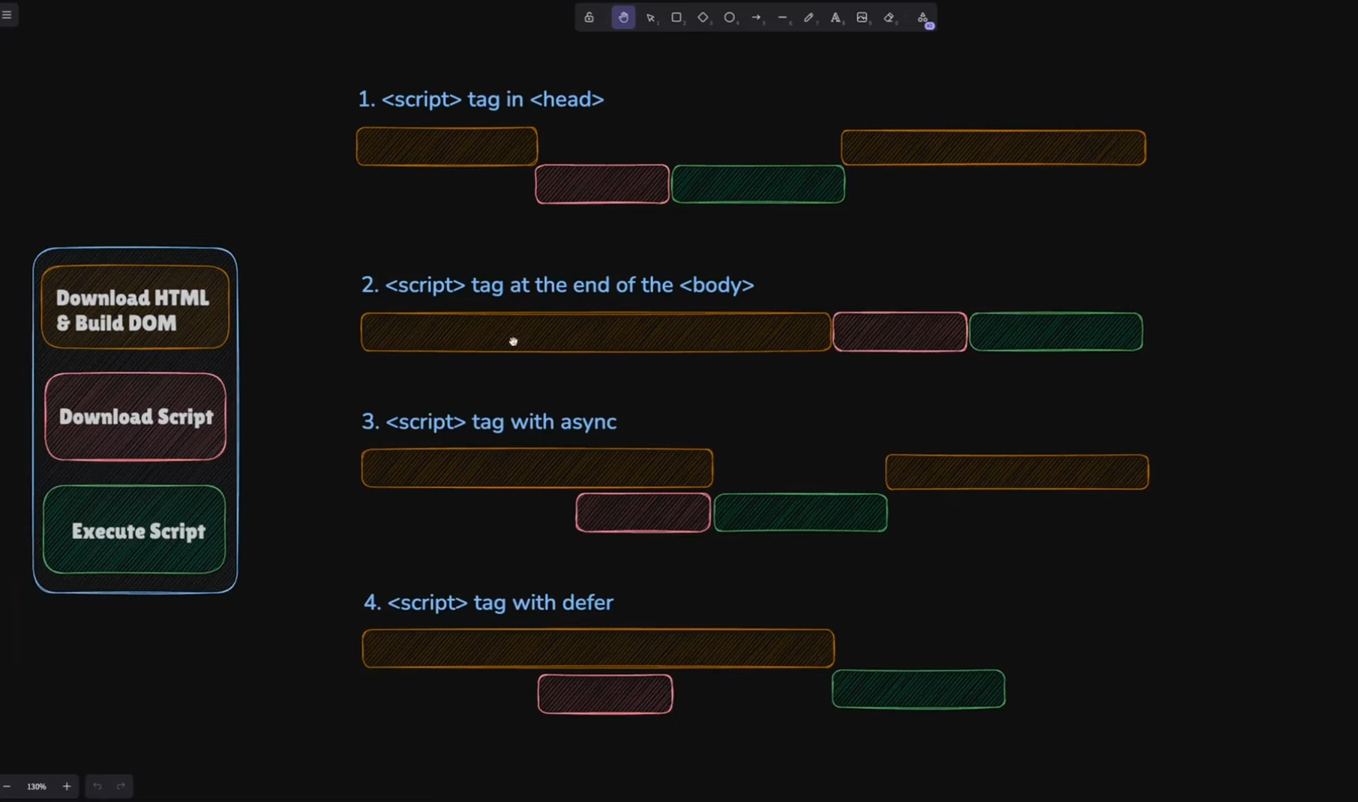 1. <script> tag in <head>
2. <script> tag at the end of the <body>
Download HTML
& Build DOM
Download Script
3. <script> tag with async
Execute Script
4. <script> tag with defer
130%